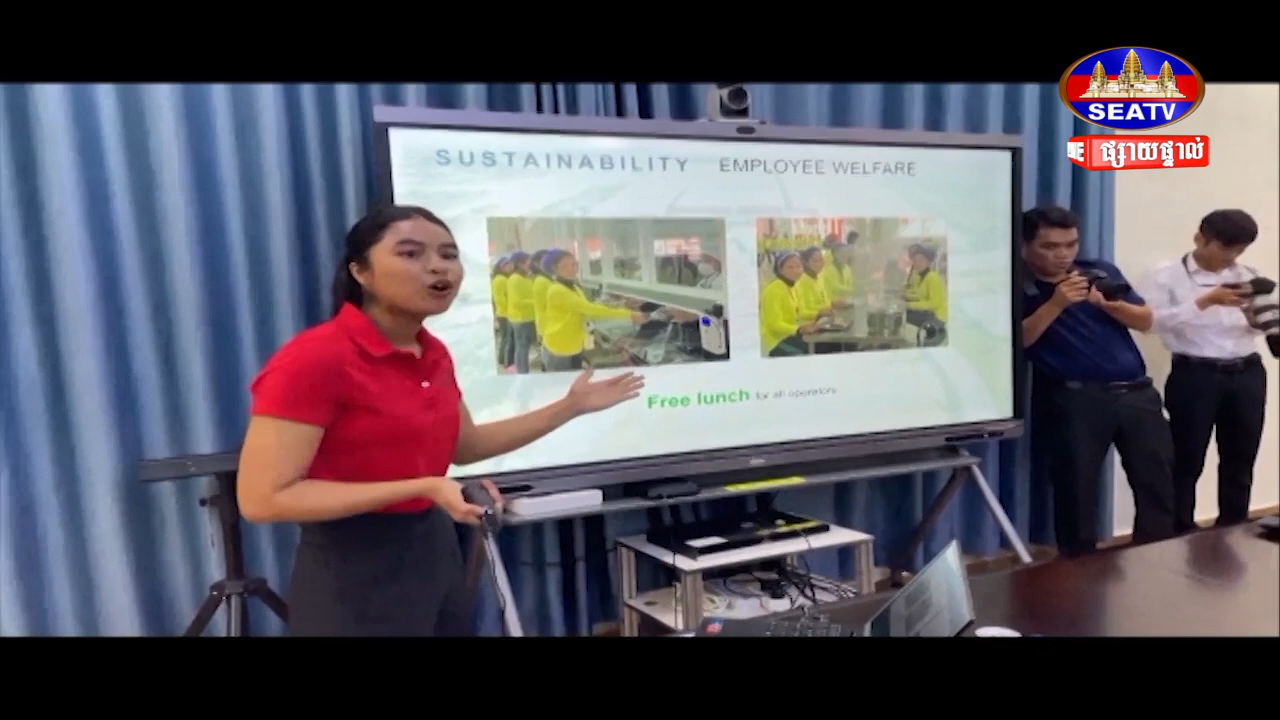 SEATV
ផ្សាយផ្ទាល់
SUSTAINABILITY EMPLOYEE WELFARE
Free lunch for all operators